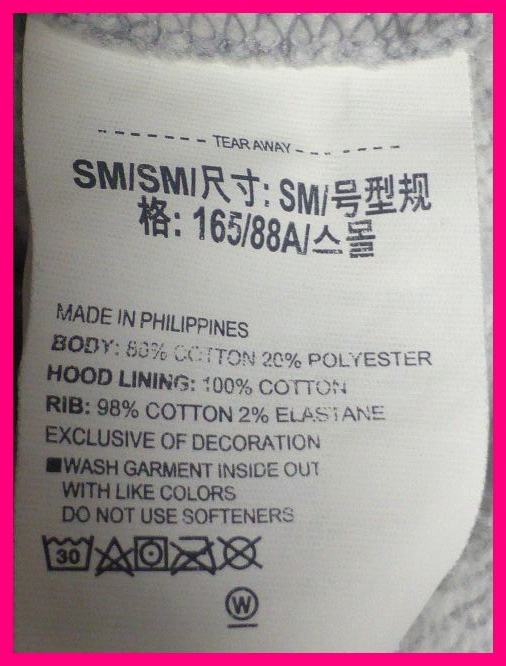 TEAR AWAY
SM/SM/尺寸: SM/号型规
格: 165/88A/스몰
MADE IN PHILIPPINES
BODY: 80% COTTON 20% POLYESTER
HOOD LINING: 100% COTTON
RIB: 98% COTTON 2% ELASTANE
EXCLUSIVE OF DECORATION
■WASH GARMENT INSIDE OUT
WITH LIKE COLORS
DO NOT USE SOFTENERS
30
W